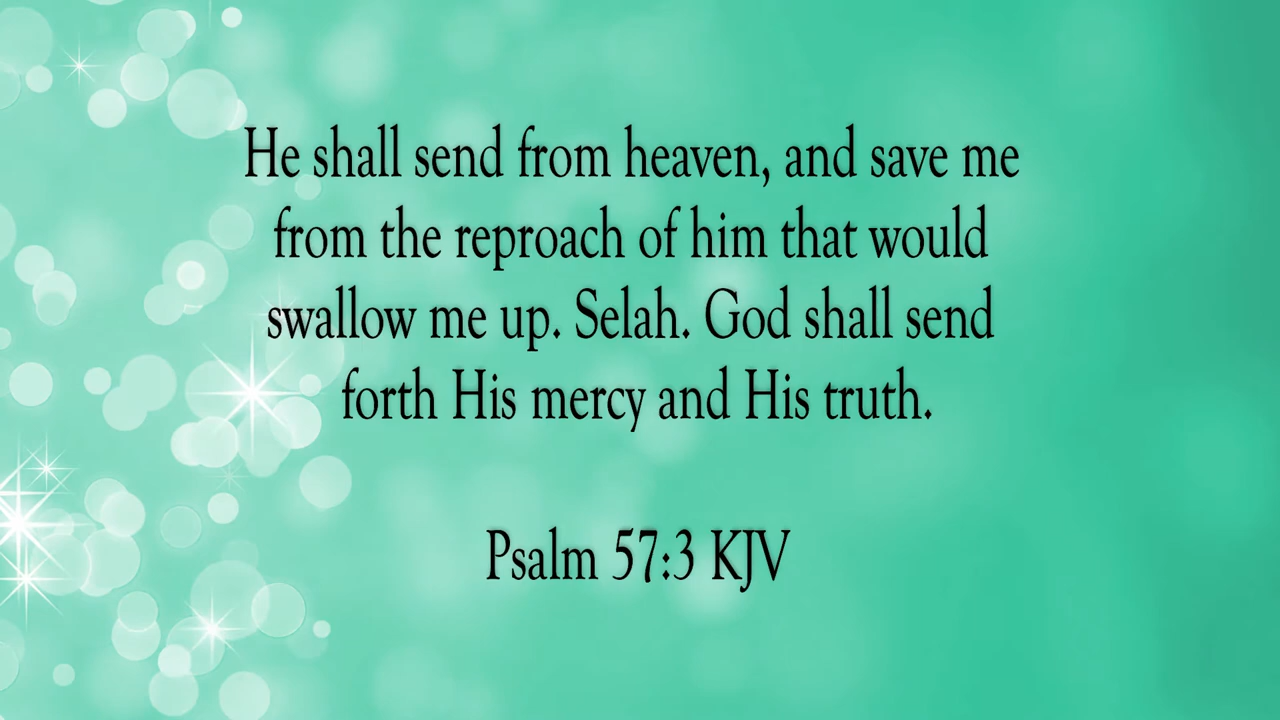 He shall send from heaven, and save me
from the reproach of him that would
swallow me up. Selah. God shall send
forth His mercy and His truth.
Psalm 57:3 KJV